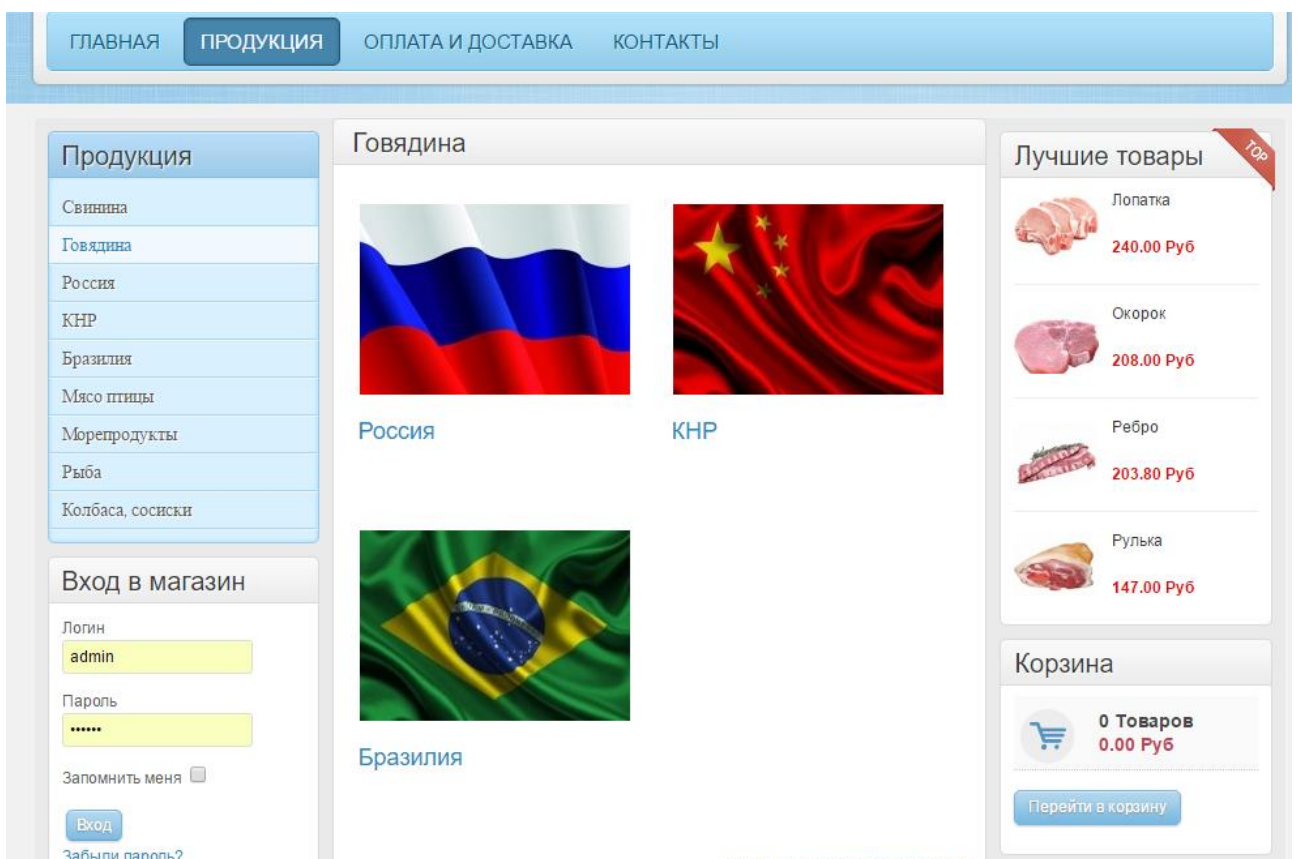 ГЛАВНАЯ ПРОДУКЦИЯ ОПЛАТА И ДОСТАВКА КОНТАКТЫ
Продукция
Свинина
Говядина
Россия
КНР
Бразилия
Мясо птицы
Морепродукты
Рыба
Колбаса, сосиски
Вход в магазин
Логин
admin
Пароль
••••••
Запомнить меня
Вход
Забыли пароль?
Говядина
Россия
КНР
Бразилия
Лучшие товары
TOP
Лопатка
240.00 Руб
Окорок
208.00 Руб
Ребро
203.80 Руб
Рулька
147.00 Руб
Корзина
0 Товаров
0.00 Руб
Перейти в корзину